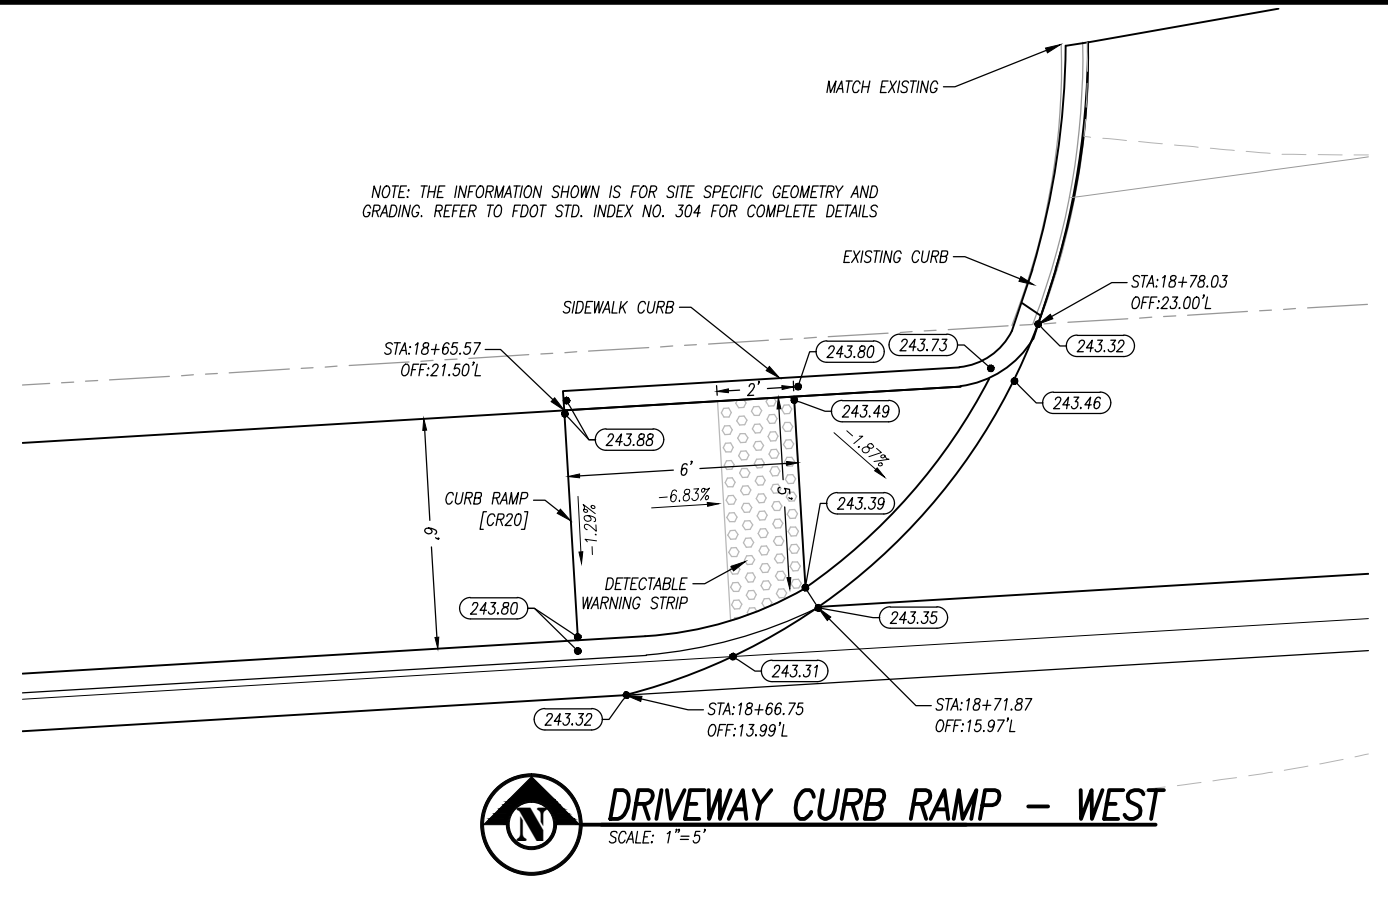 MATCH EXISTING
NOTE: THE INFORMATION SHOWN IS FOR SITE SPECIFIC GEOMETRY AND
GRADING. REFER TO FDOT STD. INDEX NO. 304 FOR COMPLETE DETAILS
EXISTING CURB
STA:18+78.03
OFF:23.00'L
SIDEWALK CURB
STA:18+65.57
OFF:21.50'L
243.80
243.73
243.32
2'
243.46
243.49
243.88
-1.87%
6'
5'
CURB RAMP
[CR20]
-6.83%
243.39
-1.29%
6'
DETECTABLE
WARNING STRIP
243.80
243.35
243.31
STA:18+66.75
OFF:13.99'L
STA:18+71.87
OFF:15.97'L
243.32
N
DRIVEWAY CURB RAMP - WEST
SCALE: 1"=5'